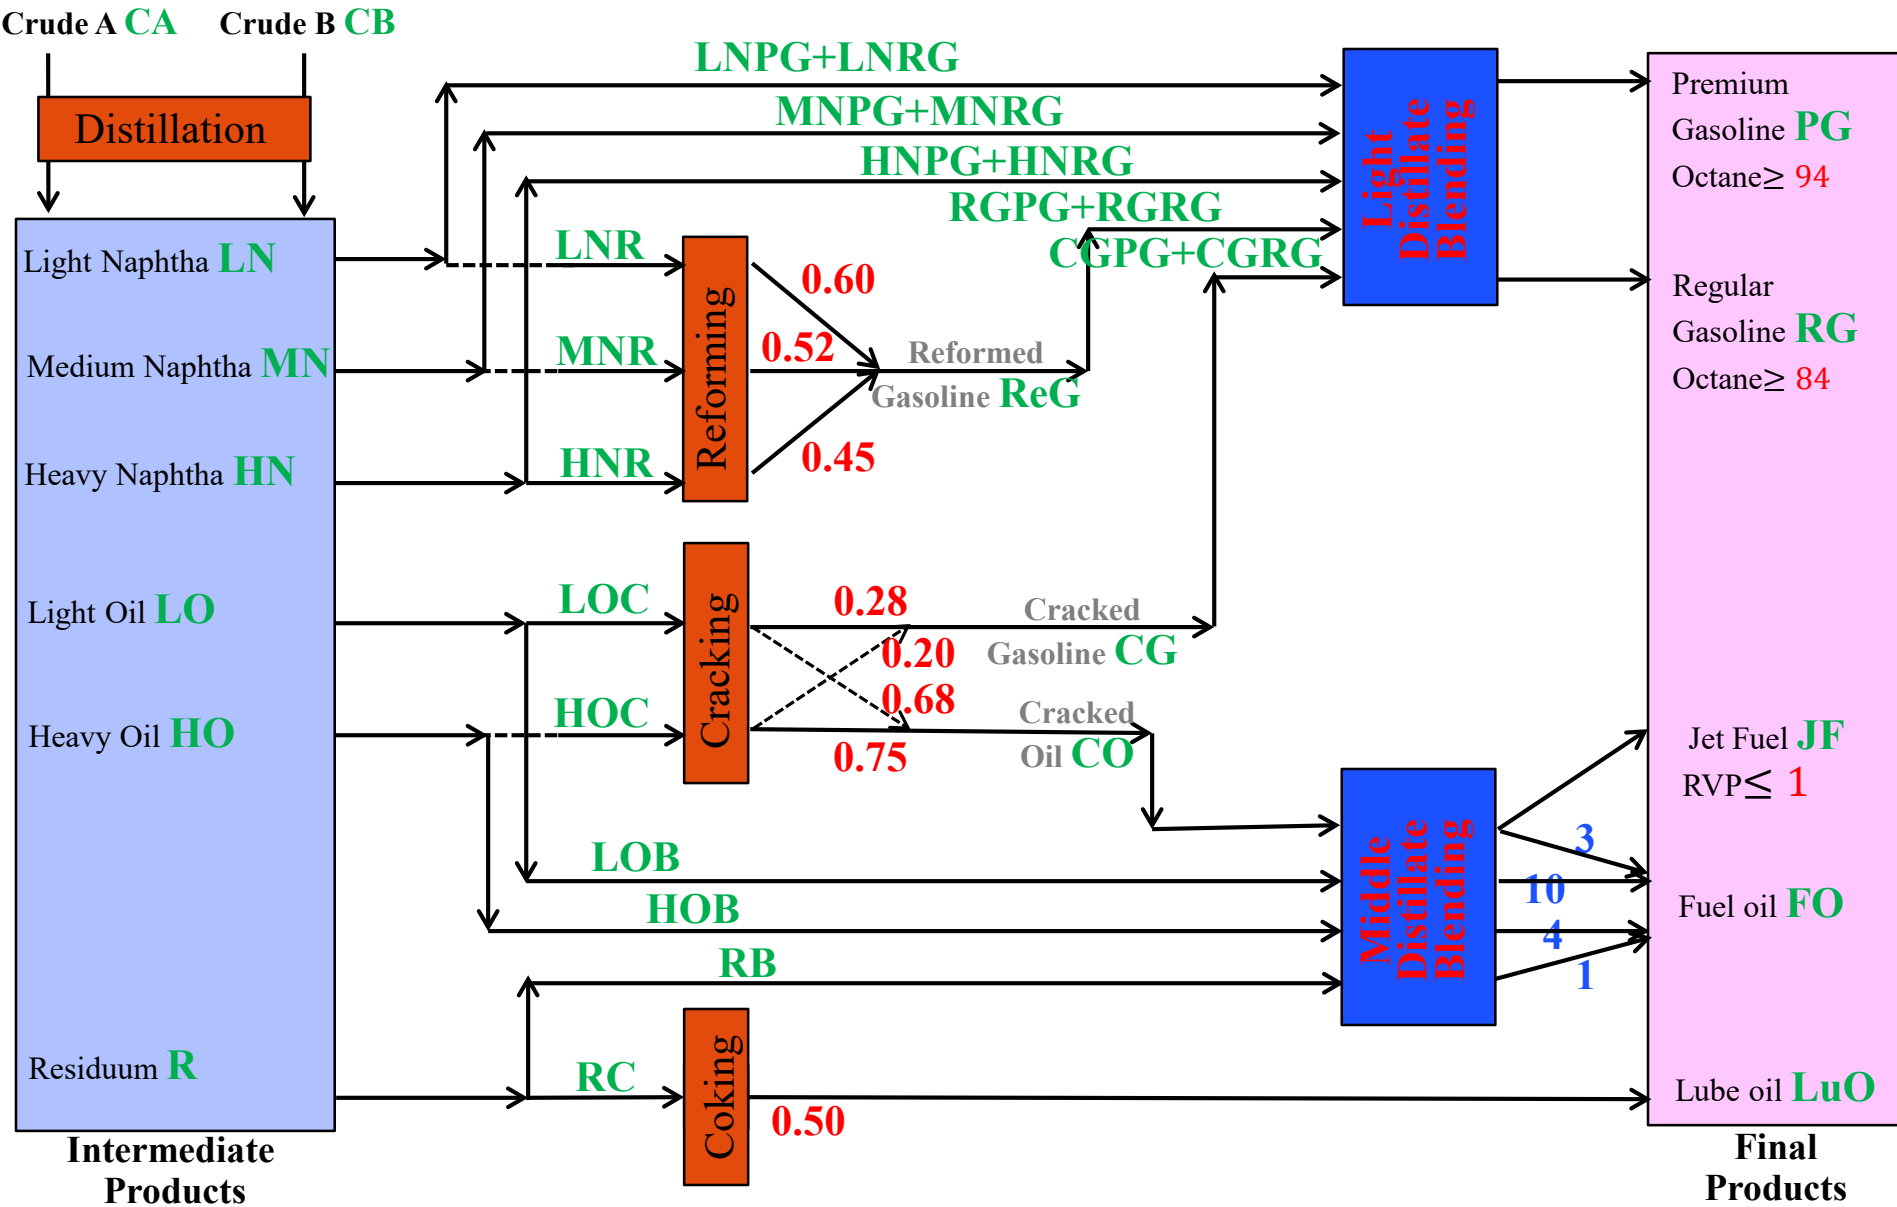 Crude A CA
Crude B CB
Distillation
LNPG+LNRG
MNPG+MNRG
HNPG+HNRG
RGPG+RGRG
CGPG+CGRG
Light
Distillate
Blending
Premium
Gasoline PG
Octane≥ 94
Regular
Gasoline RG
Octane≥ 84
Light Naphtha LN
Medium Naphtha MN
Heavy Naphtha HN
Light Oil LO
Heavy Oil HO
Residuum R
Intermediate
Products
LNR
MNR
HNR
Reforming
0.60
0.52
0.45
Reformed
Gasoline ReG
LOC
HOC
Cracking
0.28
0.20
0.68
0.75
Cracked
Gasoline CG
Cracked
Oil CO
LOB
HOB
RB
RC
Coking
0.50
Middle
Distillate
Blending
3
10
4
1
Jet Fuel JF
RVP≤ 1
Fuel oil FO
Lube oil LuO
Final
Products